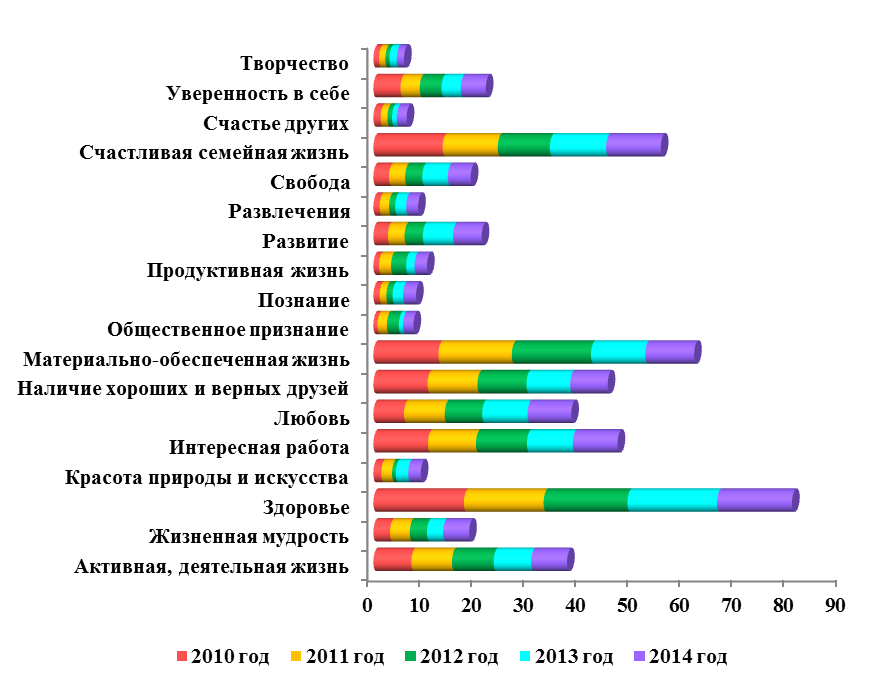 Творчество
Уверенность в себе
Счастье других
Счастливая семейная жизнь
Свобода
Развлечения
Развитие
Продуктивная жизнь
Познание
Общественное признание
Материально-обеспеченная жизнь
Наличие хороших и верных друзей
Любовь
Интересная работа
Красота природы и искусства
Здоровье
Жизненная мудрость
Активная, деятельная жизнь
0 10 20 30 40 50 60 70 80 90
2010 год 2011 год 2012 год 2013 год 2014 год